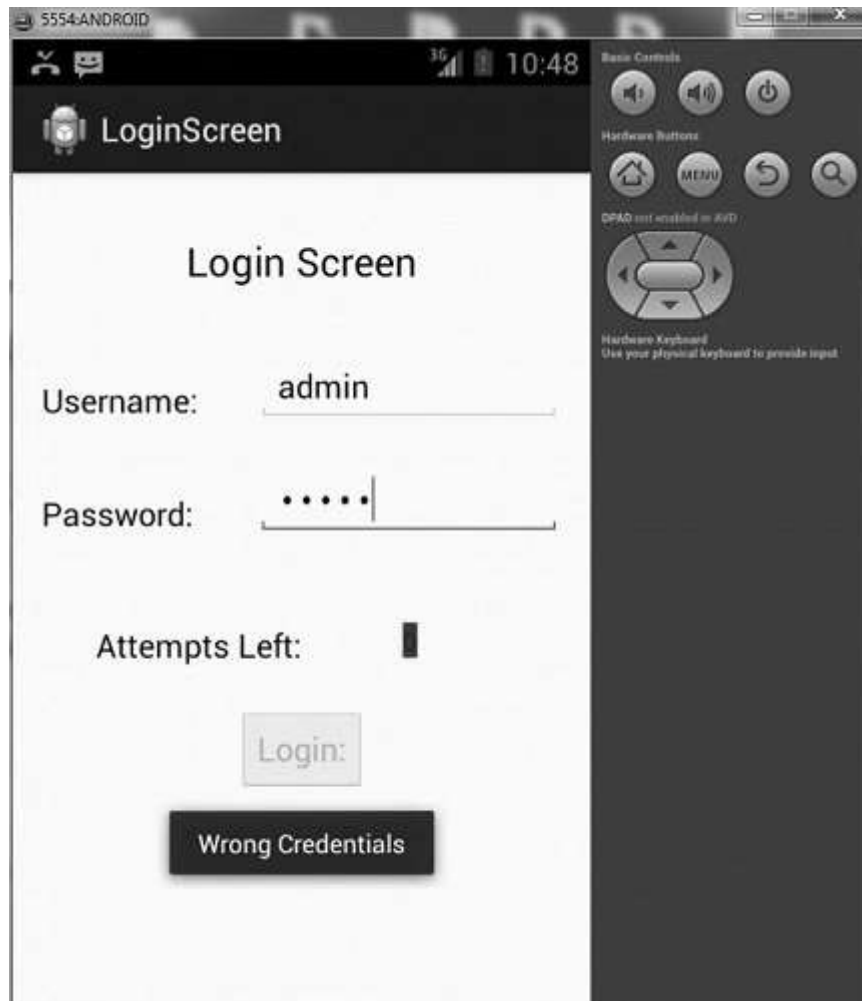 5554:ANDROID
3G 10:48
LoginScreen
Login Screen
Username: admin
Password: •••••
Attempts Left:
Login:
Wrong Credentials
Basic Controls
Hardware Buttons
MENU
DPAD not enabled in AVD
Hardware Keyboard
Use your physical keyboard to provide input